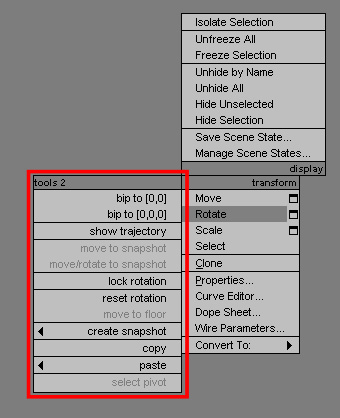 Isolate Selection
Unfreeze All
Freeze Selection
Unhide by Name
Unhide All
Hide Unselected
Hide Selection
Save Scene State...
Manage Scene States...
display
tools 2
bip to [0,0]
bip to [0,0,0]
show trajectory
move to snapshot
move/rotate to snapshot
lock rotation
reset rotation
move to floor
create snapshot
copy
paste
select pivot
transform
Move
Rotate
Scale
Select
Clone
Properties...
Curve Editor...
Dope Sheet...
Wire Parameters...
Convert To: